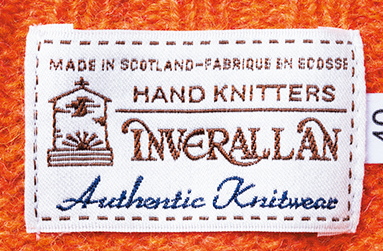 MADE IN SCOTLAND-FABRIQUE EN ECOSSE
HAND KNITTERS
INVERALLAN
Authentic Knitwear